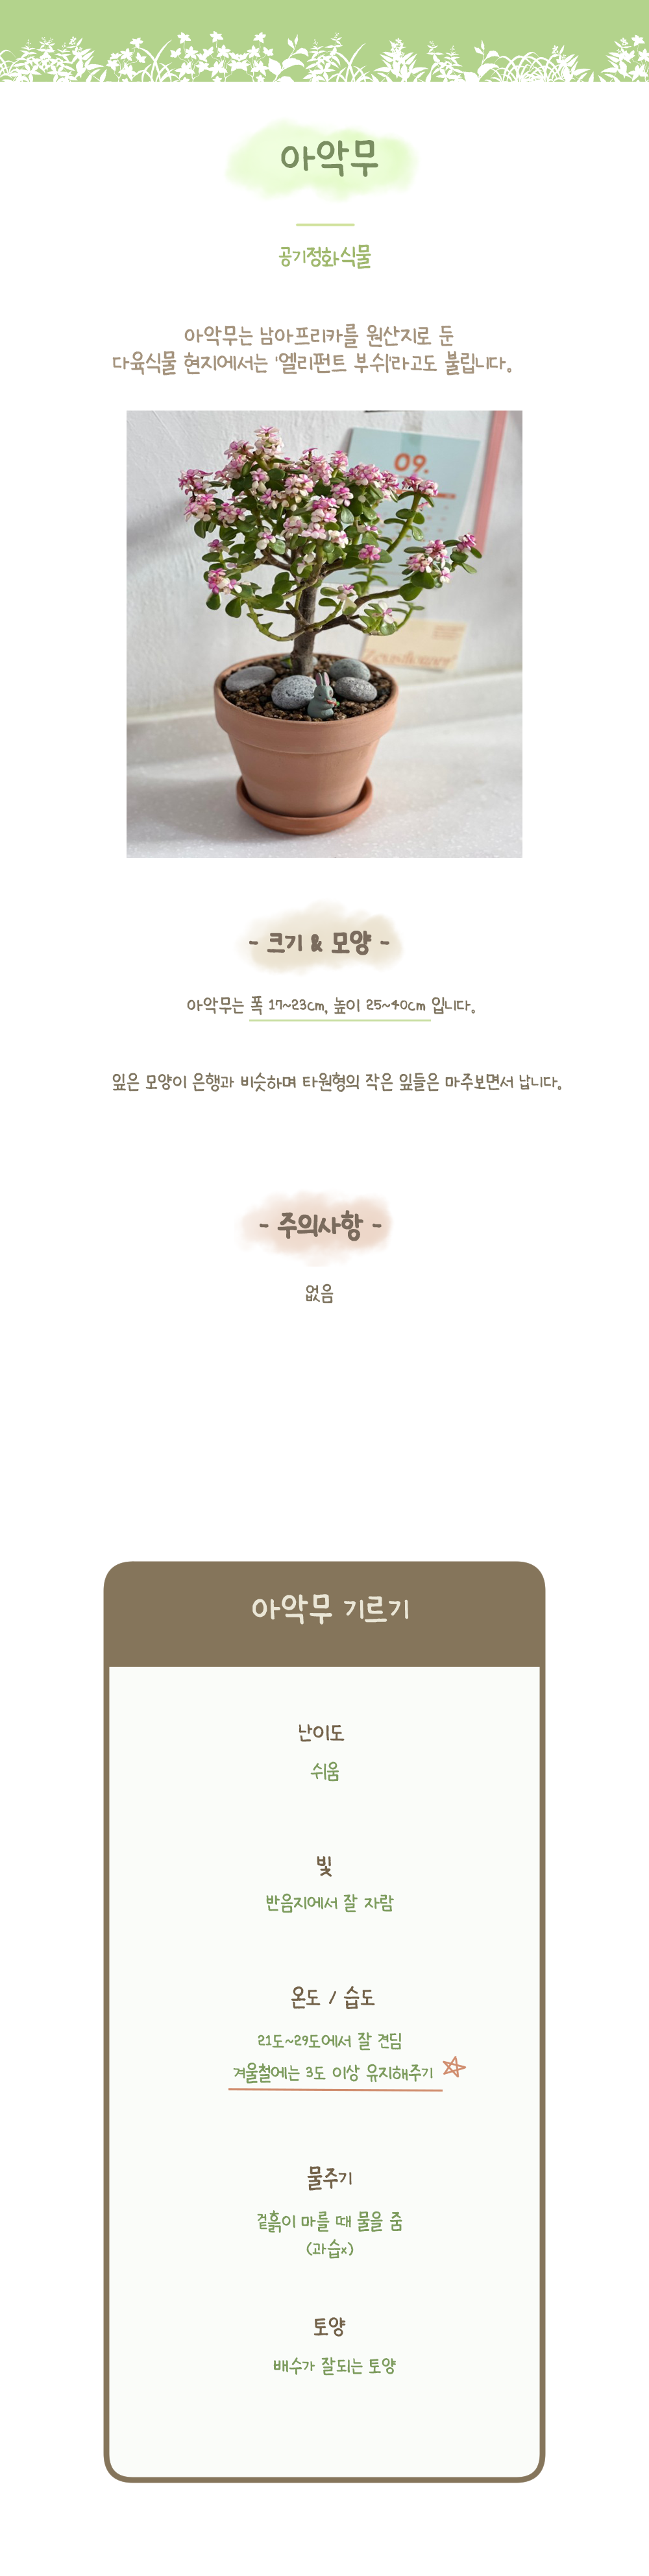 아악무
공기정화식물
아악무는 남아프리카를 원산지로 둔
다육식물 현지에서는 '엘리펀트 부쉬'라고도 불립니다.
09.
- 크기 & 모양 -
아악무는 폭 17~23cm, 높이 25~40cm 입니다.
잎은 모양이 은행과 비슷하며 타원형의 작은 잎들은 마주보면서 납니다.
- 주의사항 -
없음
아악무 기르기
난이도
쉬움
빛
반음지에서 잘 자람
온도 / 습도
21도~29도에서 잘 견딤
겨울철에는 3도 이상 유지해주기
물주기
겉흙이 마를 때 물을 줌
(과습x)
토양
배수가 잘되는 토양